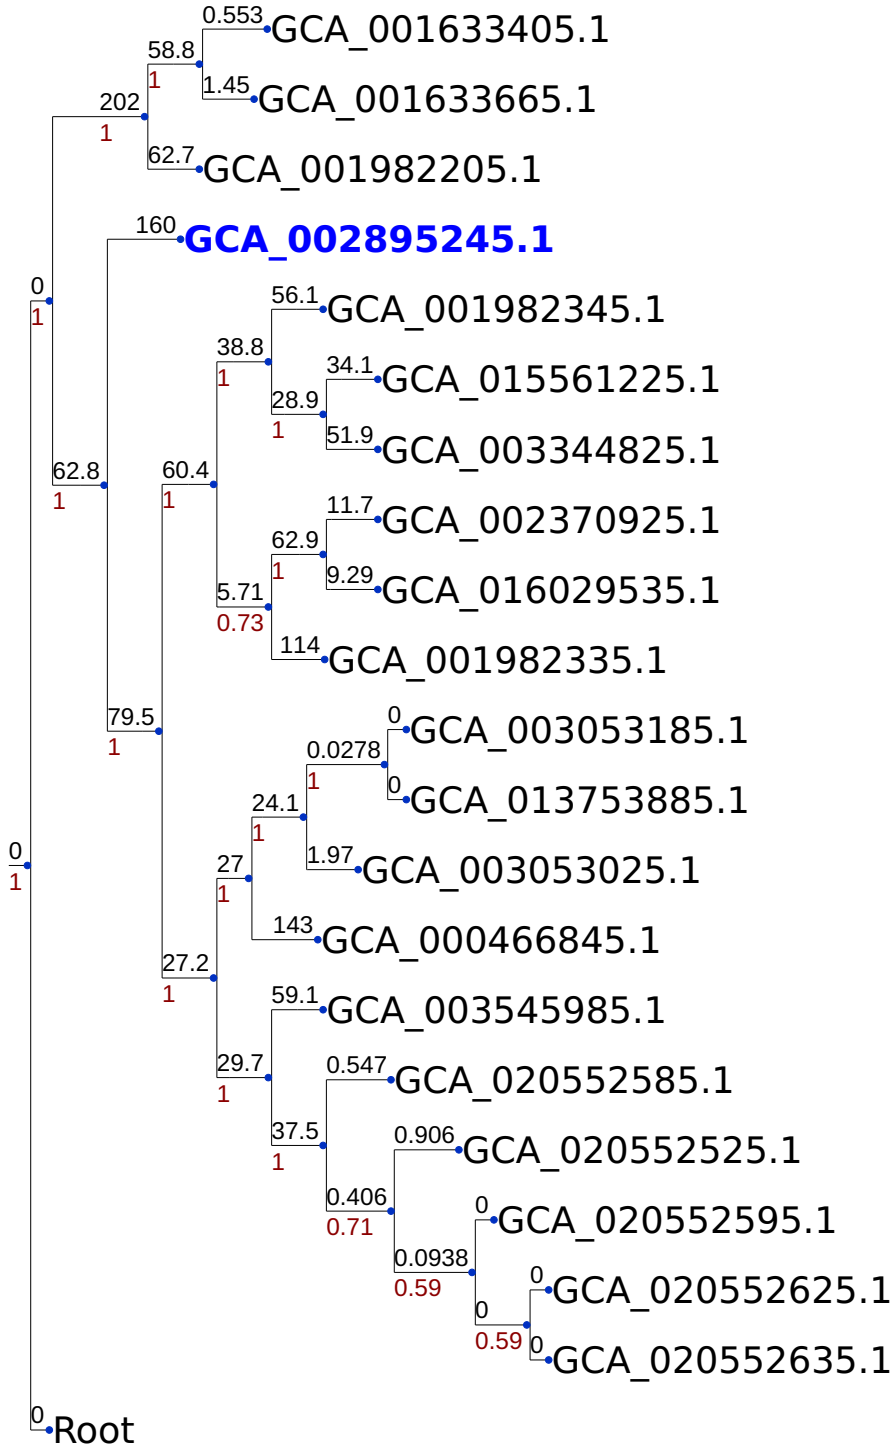 0.553
GCA_001633405.1
58.8
1
1.45
GCA_001633665.1
202
1
62.7
GCA_001982205.1
160
GCA_002895245.1
0
1
56.1
GCA_001982345.1
38.8
1
34.1
GCA_015561225.1
28.9
1
51.9
GCA_003344825.1
62.8
1
60.4
1
11.7
GCA_002370925.1
62.9
1
9.29
GCA_016029535.1
5.71
0.73
114
GCA_001982335.1
79.5
1
0
GCA_003053185.1
0.0278
1
0
GCA_013753885.1
24.1
1
1.97
GCA_003053025.1
0
1
27
1
143
GCA_000466845.1
27.2
1
59.1
GCA_003545985.1
29.7
1
0.547
GCA_020552585.1
37.5
1
0.906
GCA_020552525.1
0.406
0.71
0
GCA_020552595.1
0.0938
0.59
0
GCA_020552625.1
0
0.59
0
GCA_020552635.1
0
Root